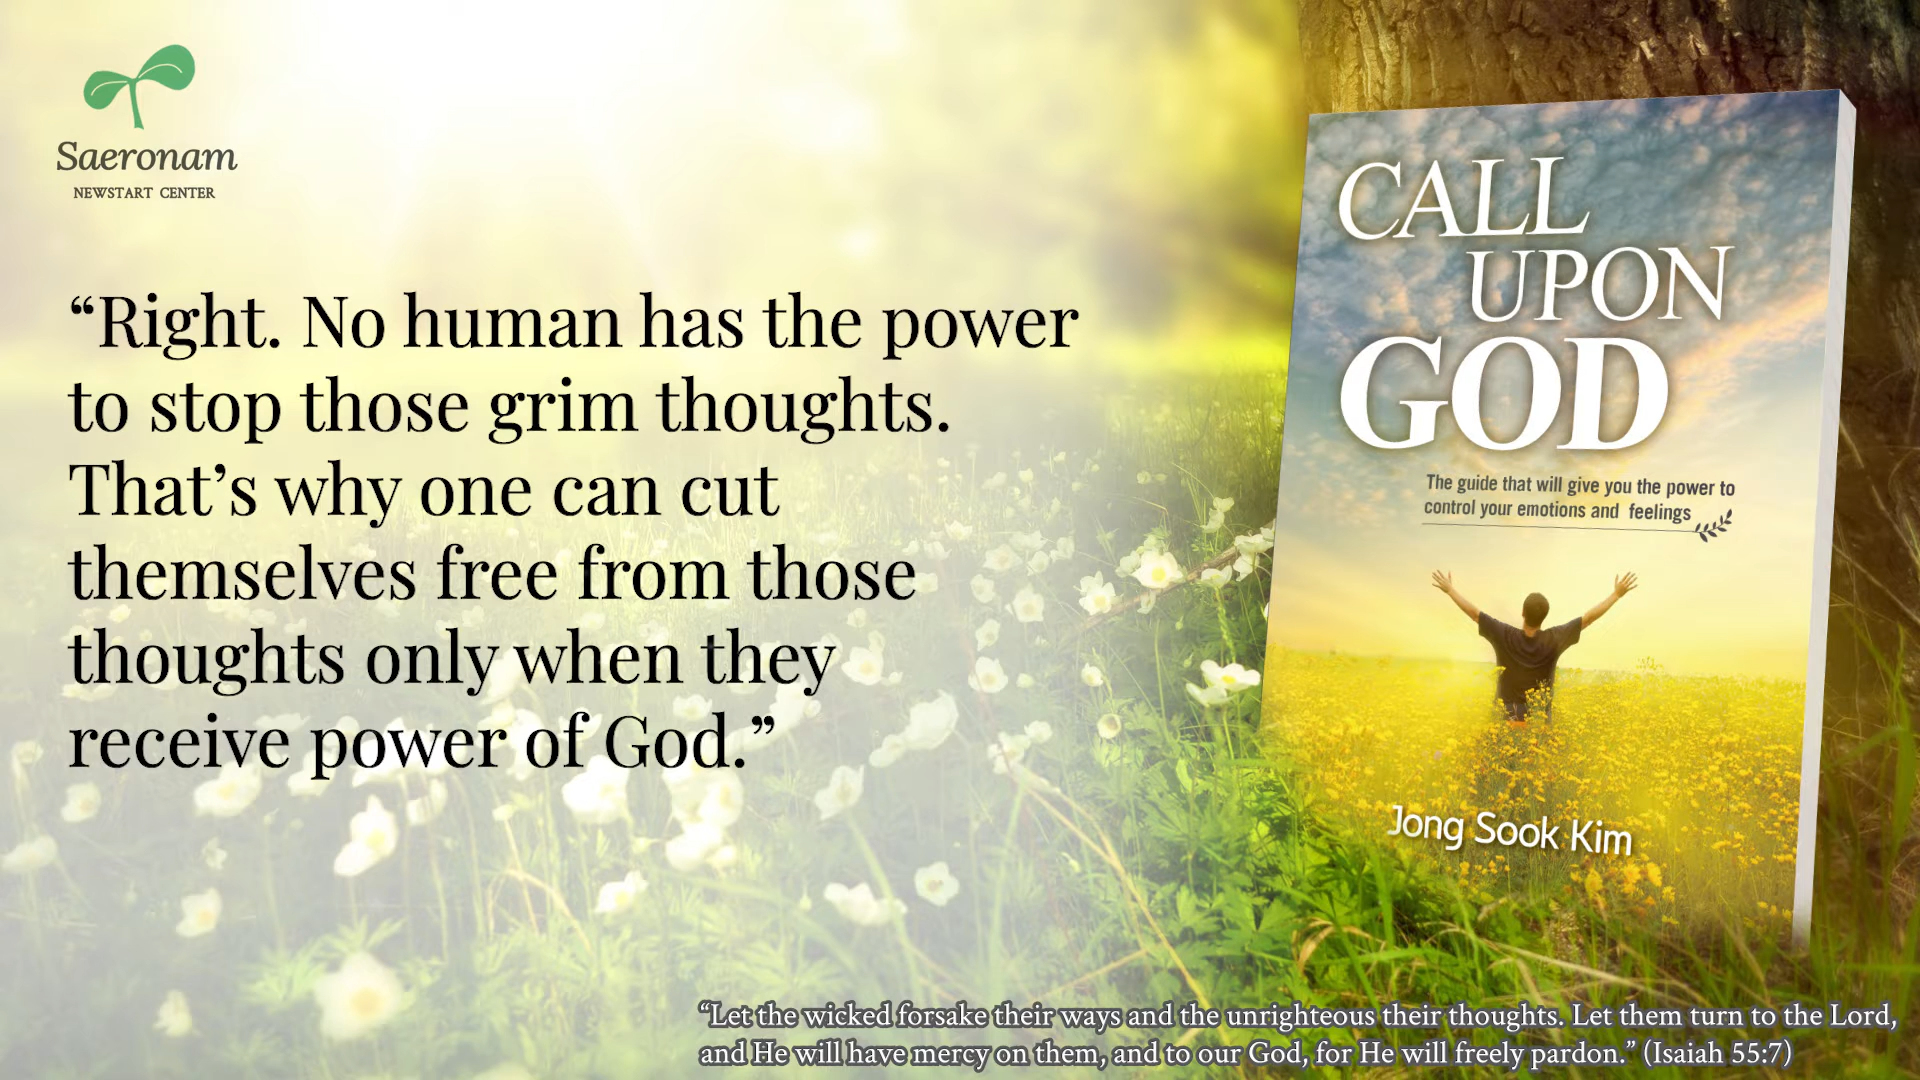 Saeronam
NEWSTART CENTER
“Right. No human has the power
to stop those grim thoughts.
That’s why one can cut
themselves free from those
thoughts only when they
receive power of God.”
CALL
UPON
GOD
The guide that will give you the power to
control your emotions and feelings
Jong Sook Kim
“Let the wicked forsake their ways and the unrighteous their thoughts. Let them turn to the Lord,
and He will have mercy on them, and to our God, for He will freely pardon.” (Isaiah 55:7)